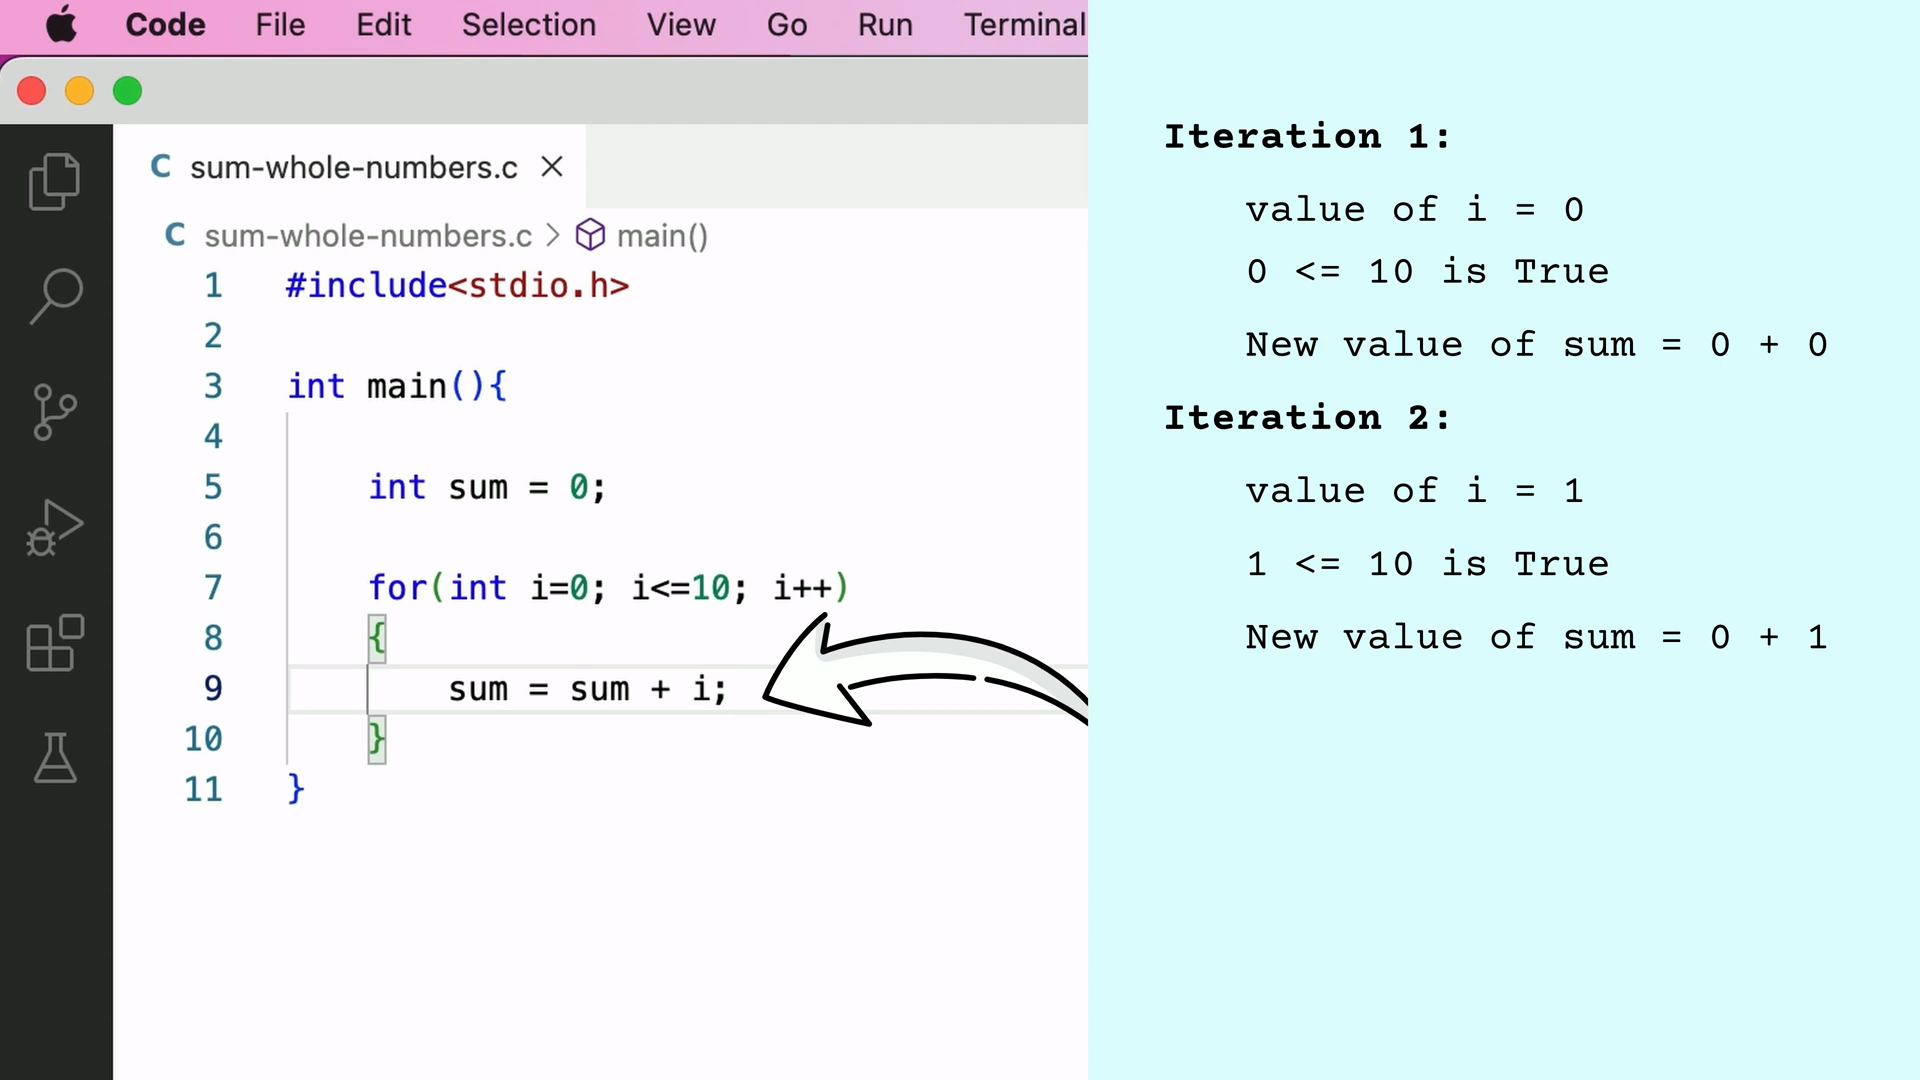 Code File Edit Selection View Go Run Terminal
C sum-whole-numbers.c
C sum-whole-numbers.c > main()
1 #include<stdio.h>
2
3 int main(){
4
5 int sum = 0;
6
7 for(int i=0; i<=10; i++)
8 {
9 sum = sum + i;
10 }
11 }
Iteration 1:
value of i = 0
0 <= 10 is True
New value of sum = 0 + 0
Iteration 2:
value of i = 1
1 <= 10 is True
New value of sum = 0 + 1